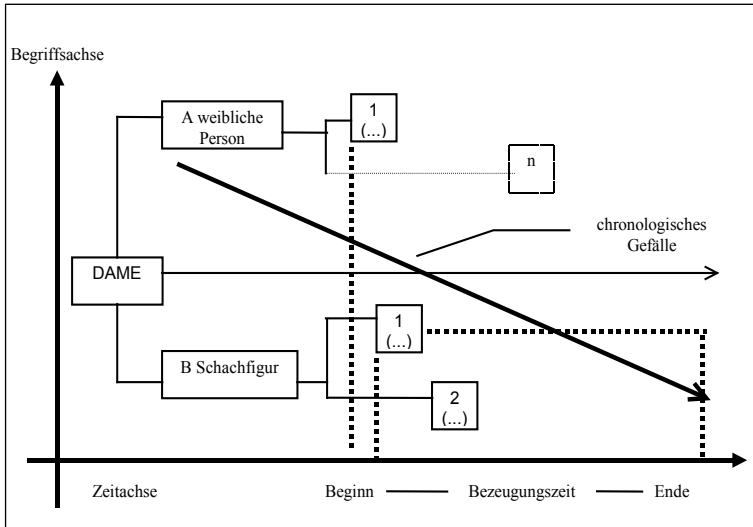 Begriffsachse
A weibliche
Person
1
(...)
n
chronologisches
Gefälle
DAME
1
(...)
B Schachfigur
2
(...)
Zeitachse
Beginn
Bezeugungszeit
Ende